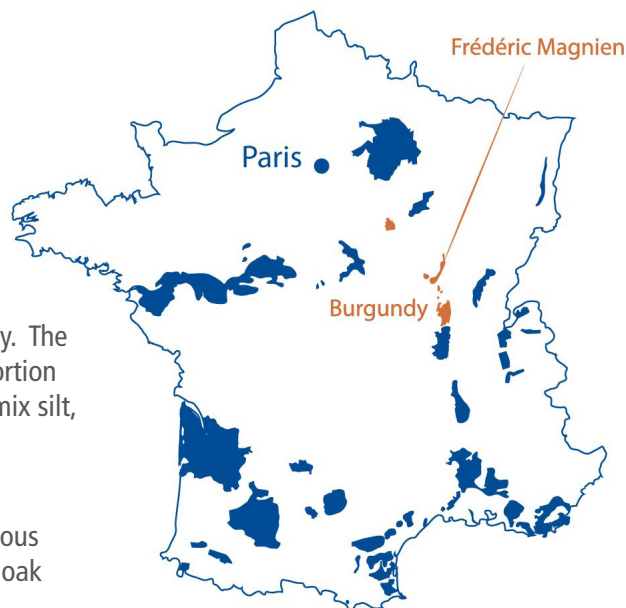 Frédéric Magnien
Paris
Burgundy
y. The
ortion
mix silt,
ous
oak